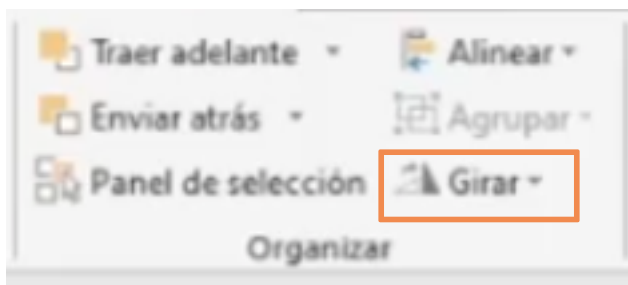 Traer adelante
Enviar atrás
Panel de selección
Alinear
Agrupar
Girar
Organizar